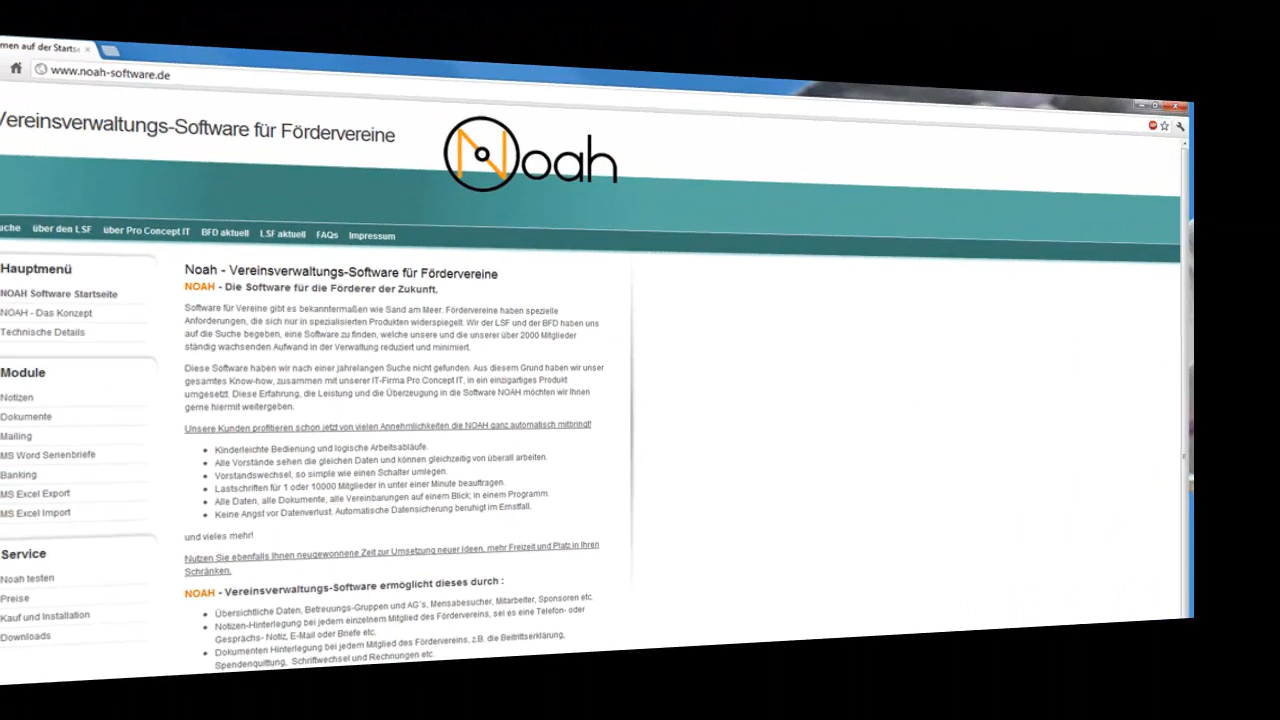 men auf der Starts
www.noah-software.de
Vereinsverwaltungs-Software für Fördervereine
Noah
uche über den LSF über Pro Concept IT BFD aktuell LSF aktuell FAQs Impressum
Hauptmenü
NOAH Software Startseite
NOAH - Das Konzept
Technische Details
Module
Notizen
Dokumente
Mailing
MS Word Serienbriefe
Banking
MS Excel Export
MS Excel Import
Service
Noah testen
Preise
Kauf und Installation
Downloads
Noah - Vereinsverwaltungs-Software für Fördervereine
NOAH - Die Software für die Förderer der Zukunft.
Software für Vereine gibt es bekanntermaßen wie Sand am Meer. Fördervereine haben spezielle
Anforderungen, die sich nur in spezialisierten Produkten widerspiegelt. Wir der LSF und der BFD haben uns
auf die Suche begeben, eine Software zu finden, welche unsere und die unserer über 2000 Mitglieder
ständig wachsenden Aufwand in der Verwaltung reduziert und minimiert.
Diese Software haben wir nach einer jahrelangen Suche nicht gefunden. Aus diesem Grund haben wir unser
gesamtes Know-how, zusammen mit unserer IT-Firma Pro Concept IT, in ein einzigartiges Produkt
umgesetzt. Diese Erfahrung, die Leistung und die Überzeugung in die Software NOAH möchten wir Ihnen
gerne hiermit weitergeben.
Unsere Kunden profitieren schon jetzt von vielen Annehmlichkeiten die NOAH ganz automatisch mitbringt!
Kinderleichte Bedienung und logische Arbeitsabläufe.
Alle Vorstände sehen die gleichen Daten und können gleichzeitig von überall arbeiten.
Vorstandswechsel, so simple wie einen Schalter umlegen.
Lastschriften für 1 oder 10000 Mitglieder in unter einer Minute beauftragen.
Alle Daten, alle Dokumente, alle Vereinbarungen auf einem Blick; in einem Programm.
Keine Angst vor Datenverlust. Automatische Datensicherung beruhigt im Ernstfall.
und vieles mehr!
Nutzen Sie ebenfalls Ihnen neugewonnene Zeit zur Umsetzung neuer Ideen, mehr Freizeit und Platz in Ihren
Schränken.
NOAH - Vereinsverwaltungs-Software ermöglicht dieses durch :
Übersichtliche Daten, Betreuungs-Gruppen und AG´s, Mensabesucher, Mitarbeiter, Sponsoren etc.
Notizen-Hinterlegung bei jedem einzelnem Mitglied des Fördervereins, sei es eine Telefon- oder
Gesprächs- Notiz, E-Mail oder Briefe etc.
Dokumenten Hinterlegung bei jedem Mitglied des Fördervereins, z.B. die Beitrittserklärung,
Spendenquittung, Schriftwechsel und Rechnungen etc.